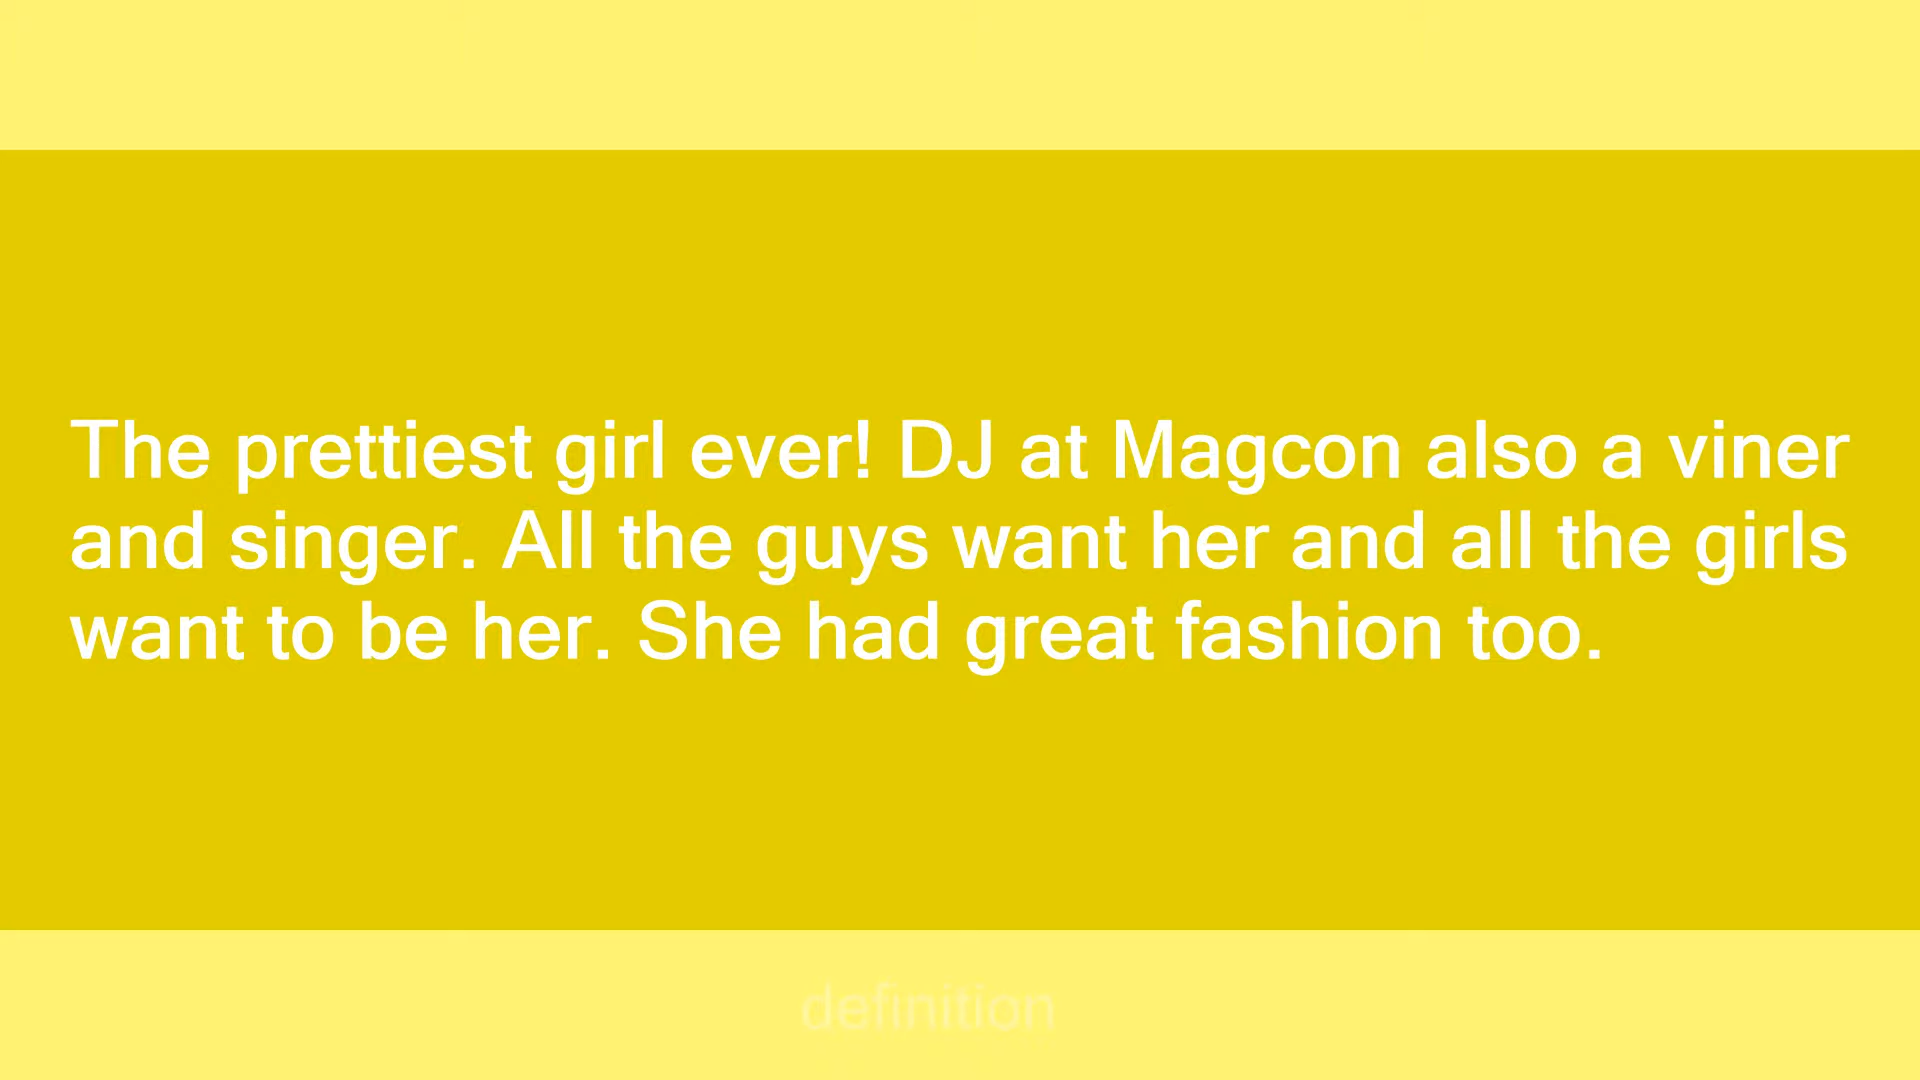 The prettiest girl ever! DJ at Magcon also a viner
and singer. All the guys want her and all the girls
want to be her. She had great fashion too.
definition